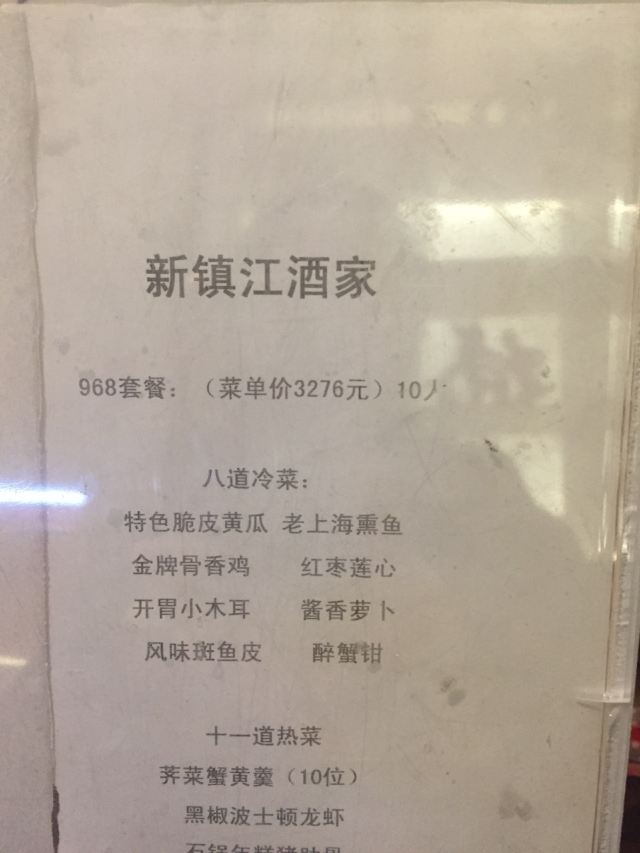 新镇江酒家
968套餐：（菜单价3276元）10人
八道冷菜：
特色脆皮黄瓜 老上海熏鱼
金牌骨香鸡 红枣莲心
开胃小木耳 酱香萝卜
风味斑鱼皮 醉蟹钳
十一道热菜
荠菜蟹黄羹（10位）
黑椒波士顿龙虾